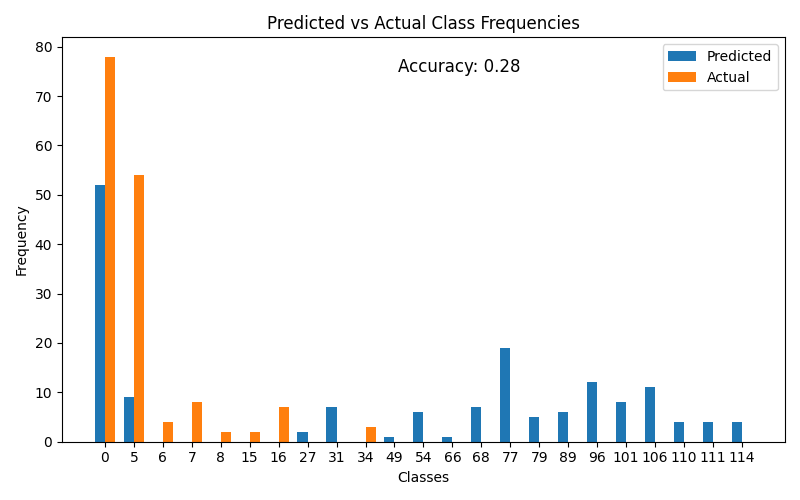 Predicted vs Actual Class Frequencies
Accuracy: 0.28
Predicted
Actual
Frequency
80
70
60
50
40
30
20
10
0
0 5 6 7 8 15 16 27 31 34 49 54 66 68 77 79 89 96 101 106 110 111 114
Classes